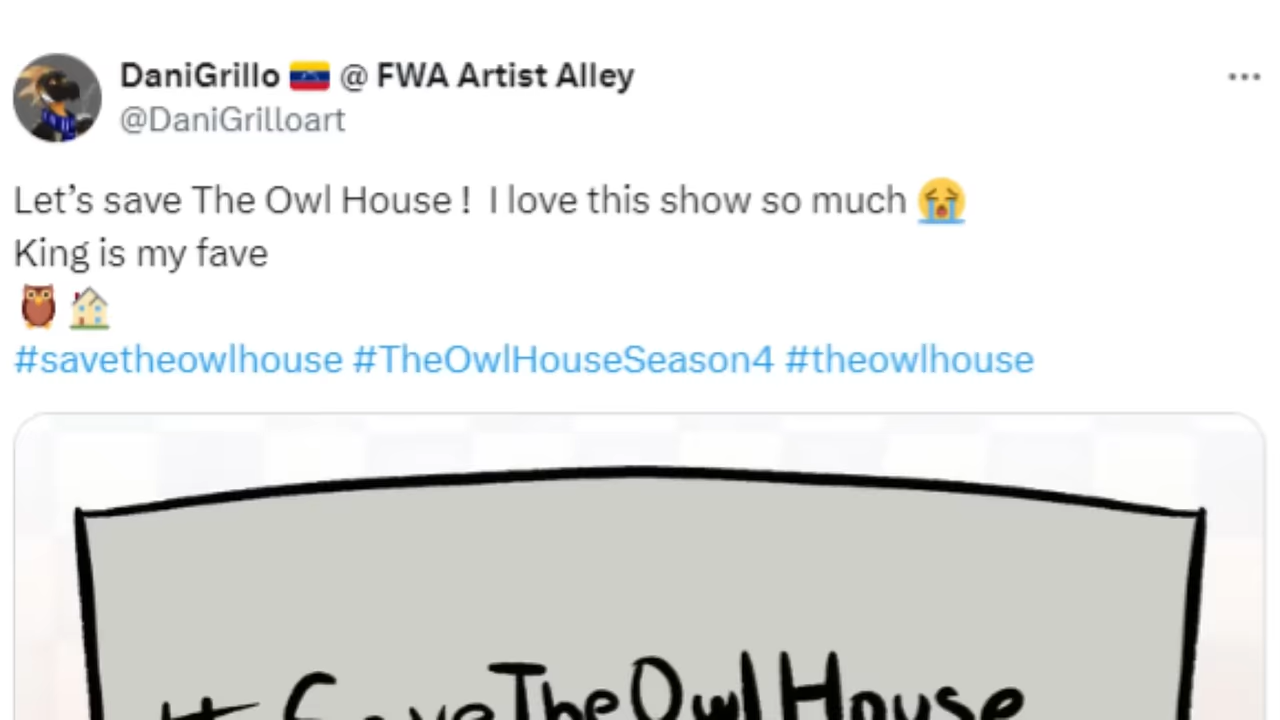 DaniGrillo 🇻🇪 @ FWA Artist Alley
@DaniGrilloart
Let’s save The Owl House ! I love this show so much 😭
King is my fave
🦉🏠
#savetheowlhouse #TheOwlHouseSeason4 #theowlhouse
# SaveTheOwlHouse